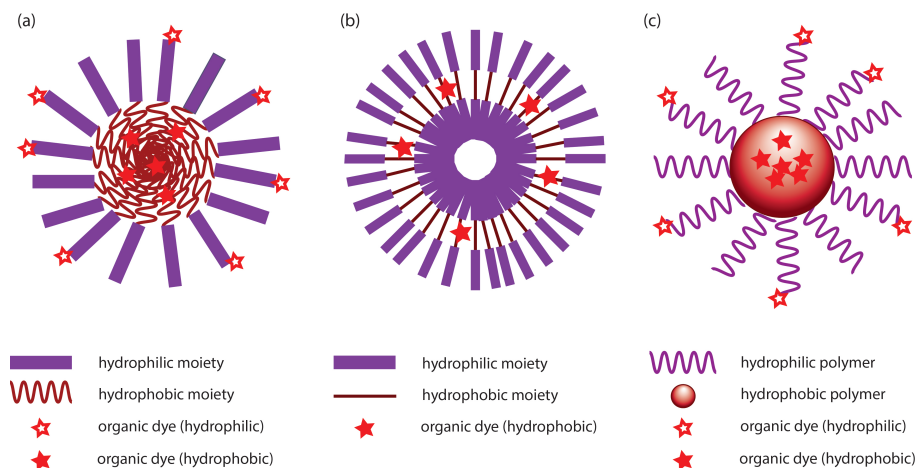 (a)
(b)
(c)
hydrophilic moiety
hydrophobic moiety
organic dye (hydrophilic)
organic dye (hydrophobic)
hydrophilic moiety
hydrophobic moiety
organic dye (hydrophobic)
hydrophilic polymer
hydrophobic polymer
organic dye (hydrophilic)
organic dye (hydrophobic)